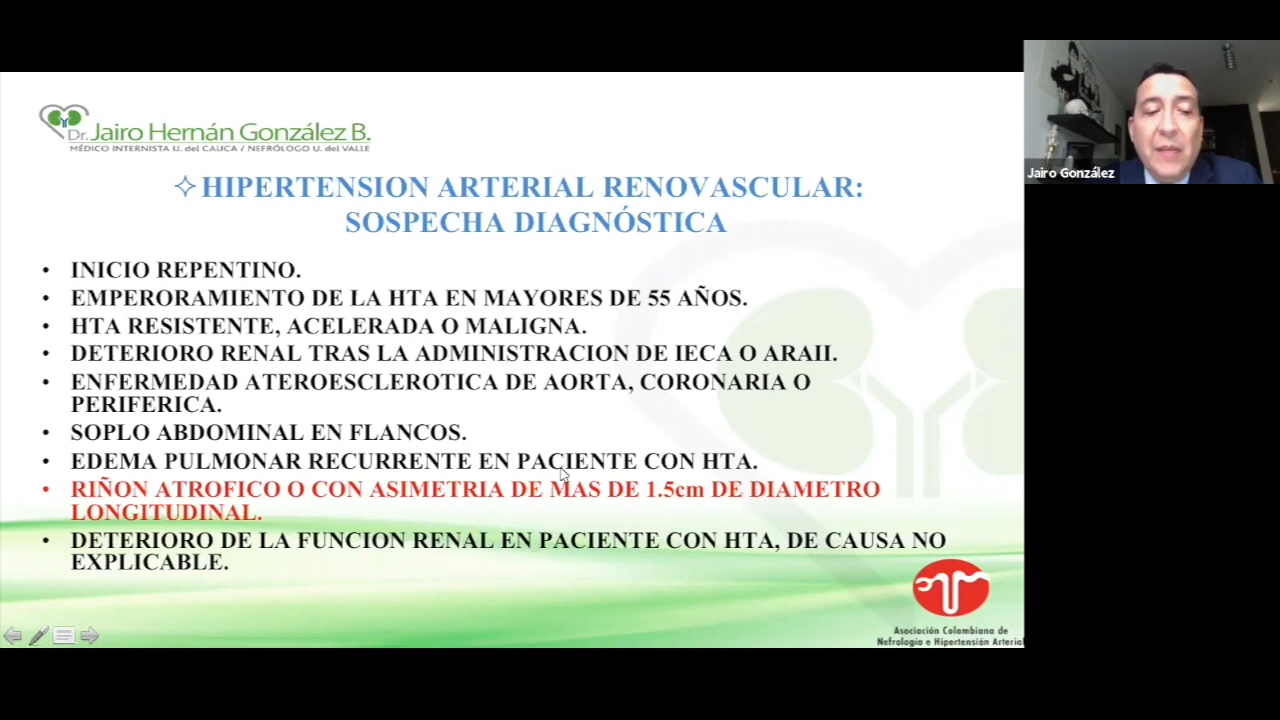 Dr. Jairo Hernán González B.
MÉDICO INTERNISTA U. del CAUCA / NEFRÓLOGO U. del VALLE
Jairo González
HIPERTENSION ARTERIAL RENOVASCULAR:
SOSPECHA DIAGNÓSTICA
• INICIO REPENTINO.
• EMPERORAMIENTO DE LA HTA EN MAYORES DE 55 AÑOS.
• HTA RESISTENTE, ACELERADA O MALIGNA.
• DETERIORO RENAL TRAS LA ADMINISTRACION DE IECA O ARAII.
• ENFERMEDAD ATEROESCLEROTICA DE AORTA, CORONARIA O
PERIFERICA.
• SOPLO ABDOMINAL EN FLANCOS.
• EDEMA PULMONAR RECURRENTE EN PACIENTE CON HTA.
• RIÑON ATROFICO O CON ASIMETRIA DE MAS DE 1.5cm DE DIAMETRO
LONGITUDINAL.
• DETERIORO DE LA FUNCION RENAL EN PACIENTE CON HTA, DE CAUSA NO
EXPLICABLE.
Asociación Colombiana de
Nefrología e Hipertensión Arterial